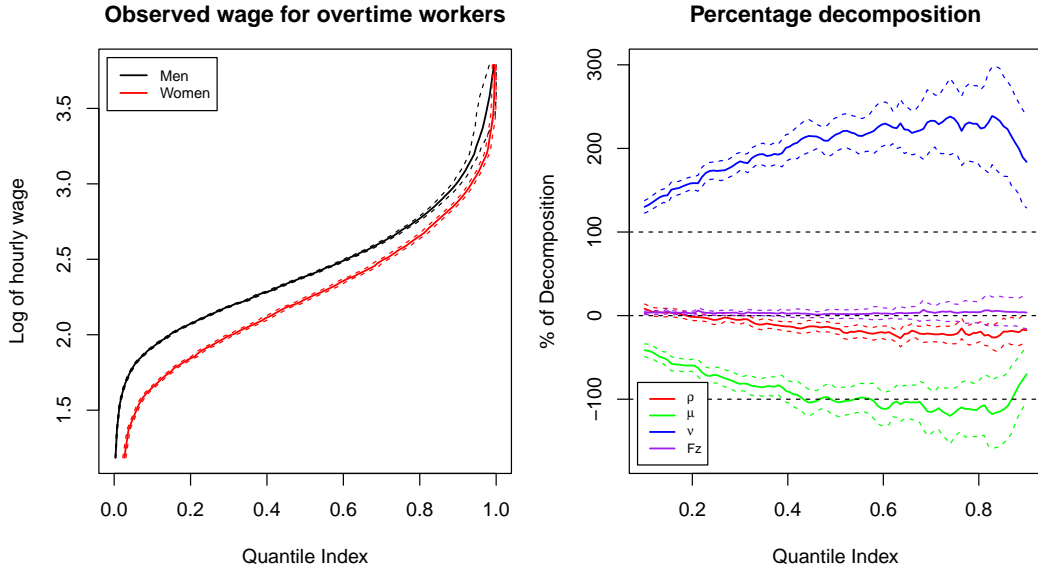 Observed wage for overtime workers
Log of hourly wage
3.5
3.0
2.5
2.0
1.5
Men
Women
0.0 0.2 0.4 0.6 0.8 1.0
Quantile Index
Percentage decomposition
% of Decomposition
300
200
100
0
−100
ρ
μ
ν
Fz
0.2 0.4 0.6 0.8
Quantile Index